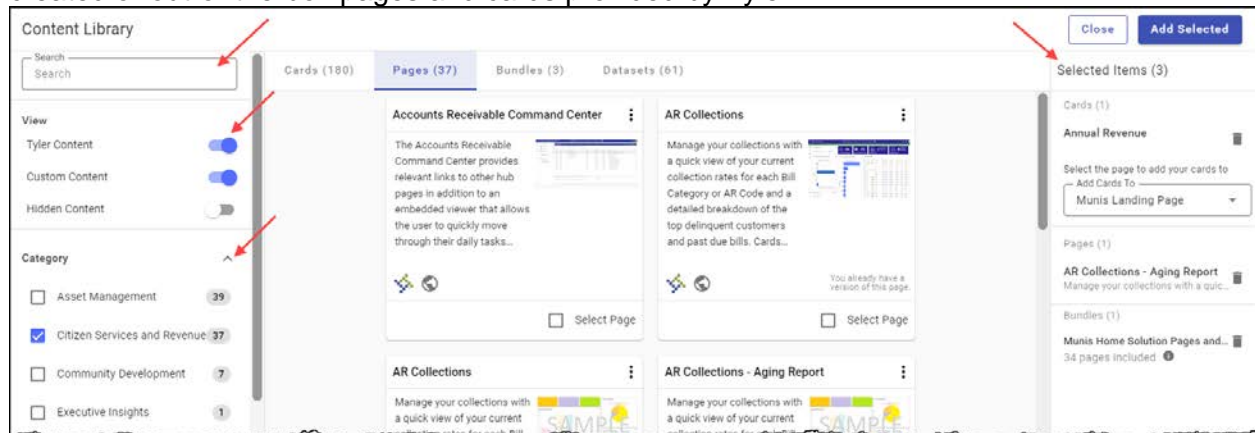 Content Library
Close
Add Selected
Search
Search
Cards (180)
Pages (37)
Bundles (3)
Datasets (61)
Selected Items (3)
View
Tyler Content
Custom Content
Hidden Content
Category
Asset Management 39
Citizen Services and Revenue 37
Community Development 7
Executive Insights 1
Accounts Receivable Command Center
The Accounts Receivable
Command Center provides
relevant links to other hub
pages in addition to an
embedded viewer that allows
the user to quickly move
through their daily tasks...
Select Page
AR Collections
Manage your collections with
a quick view of your current
collection rates for each Bill
Category or AR Code and a
detailed breakdown of the
top delinquent customers
and past due bills. Cards...
You already have a
version of this page.
Select Page
AR Collections
Manage your collections with
a quick view of your current
SAMPLE
AR Collections - Aging Report
Manage your collections with
a quick view of your current
SAMPLE
Cards (1)
Annual Revenue
Select the page to add your cards to
Add Cards To
Munis Landing Page
Pages (1)
AR Collections - Aging Report
Manage your collections with a quic...
Bundles (1)
Munis Home Solution Pages and...
34 pages included